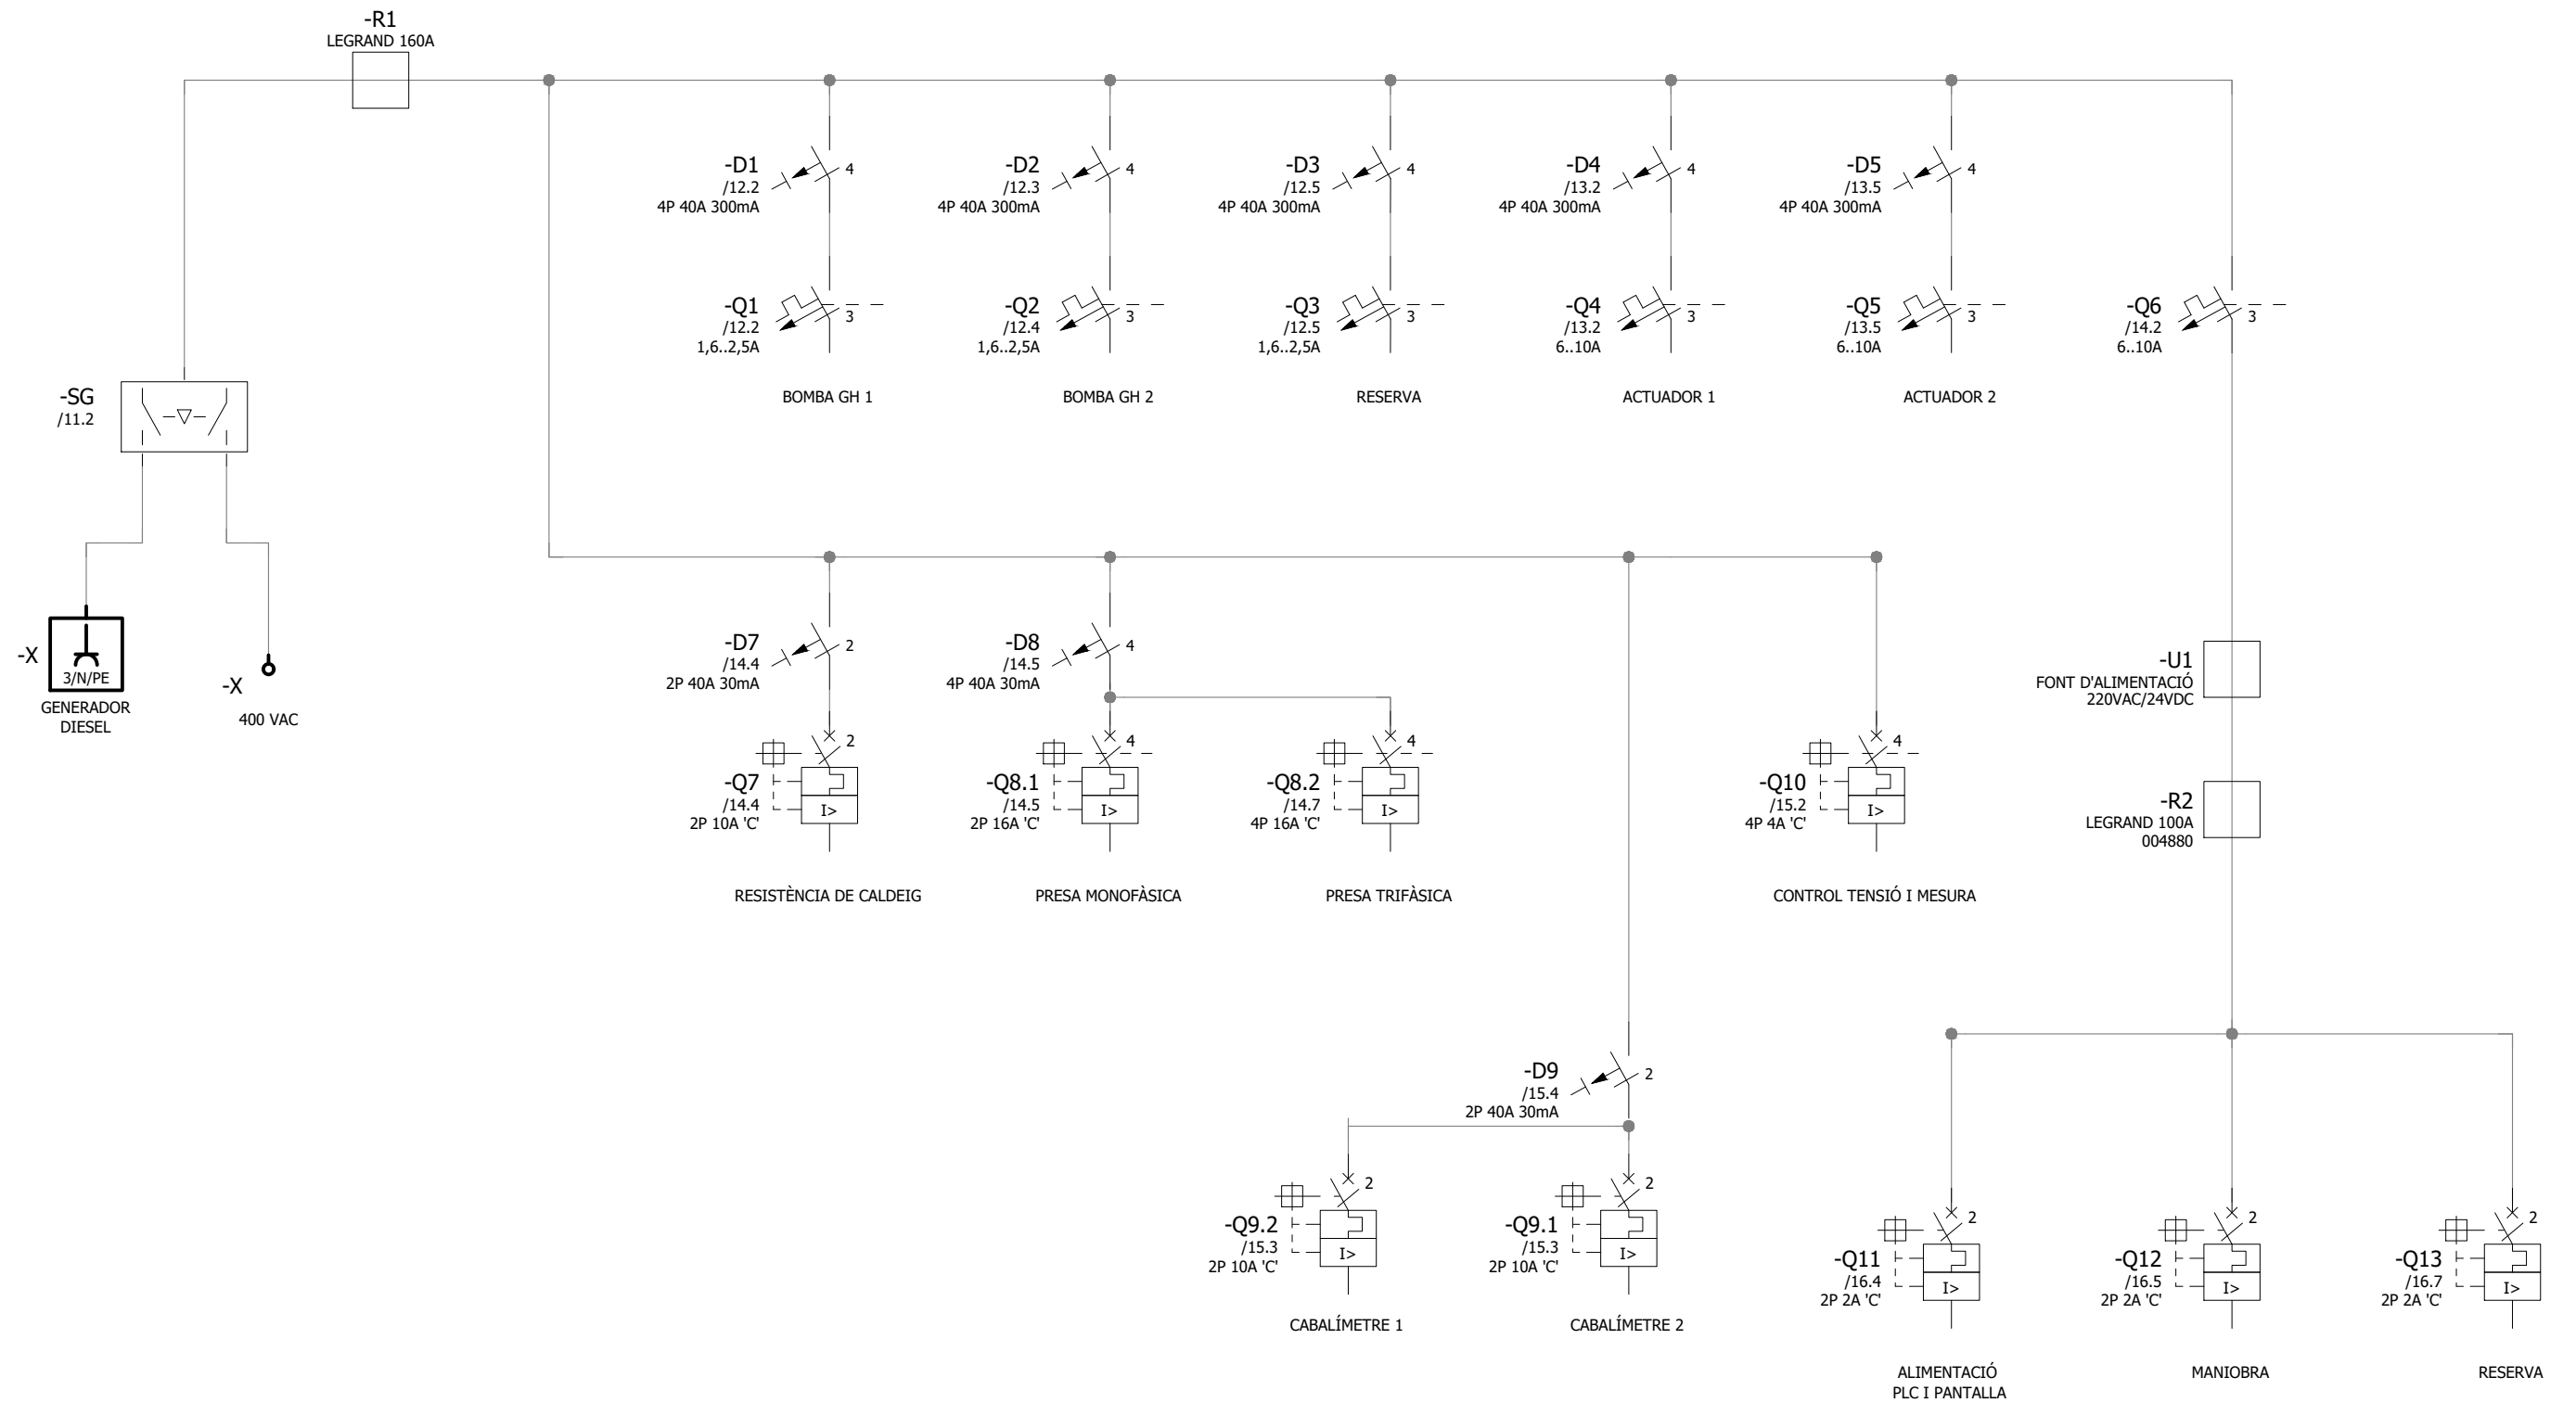 -R1
LEGRAND 160A
-D1
/12.2
4P 40A 300mA
4
-D2
/12.3
4P 40A 300mA
4
-D3
/12.5
4P 40A 300mA
4
-D4
/13.2
4P 40A 300mA
4
-D5
/13.5
4P 40A 300mA
4
-Q1
/12.2
1,6..2,5A
3
BOMBA GH 1
-Q2
/12.4
1,6..2,5A
3
BOMBA GH 2
-Q3
/12.5
1,6..2,5A
3
RESERVA
-Q4
/13.2
6..10A
3
ACTUADOR 1
-Q5
/13.5
6..10A
3
ACTUADOR 2
-Q6
/14.2
6..10A
3
-SG
/11.2
-X
3/N/PE
GENERADOR
DIESEL
-X
400 VAC
-D7
/14.4
2P 40A 30mA
2
-D8
/14.5
4P 40A 30mA
4
-U1
FONT D'ALIMENTACIÓ
220VAC/24VDC
-Q7
/14.4
2P 10A 'C'
2
I>
RESISTÈNCIA DE CALDEIG
-Q8.1
/14.5
2P 16A 'C'
4
I>
PRESA MONOFÀSICA
-Q8.2
/14.7
4P 16A 'C'
4
I>
PRESA TRIFÀSICA
-Q10
/15.2
4P 4A 'C'
4
I>
CONTROL TENSIÓ I MESURA
-R2
LEGRAND 100A
004880
-D9
/15.4
2P 40A 30mA
2
-Q9.2
/15.3
2P 10A 'C'
2
I>
CABALÍMETRE 1
-Q9.1
/15.3
2P 10A 'C'
2
I>
CABALÍMETRE 2
-Q11
/16.4
2P 2A 'C'
2
I>
ALIMENTACIÓ
PLC I PANTALLA
-Q12
/16.5
2P 2A 'C'
2
I>
MANIOBRA
-Q13
/16.7
2P 2A 'C'
2
I>
RESERVA